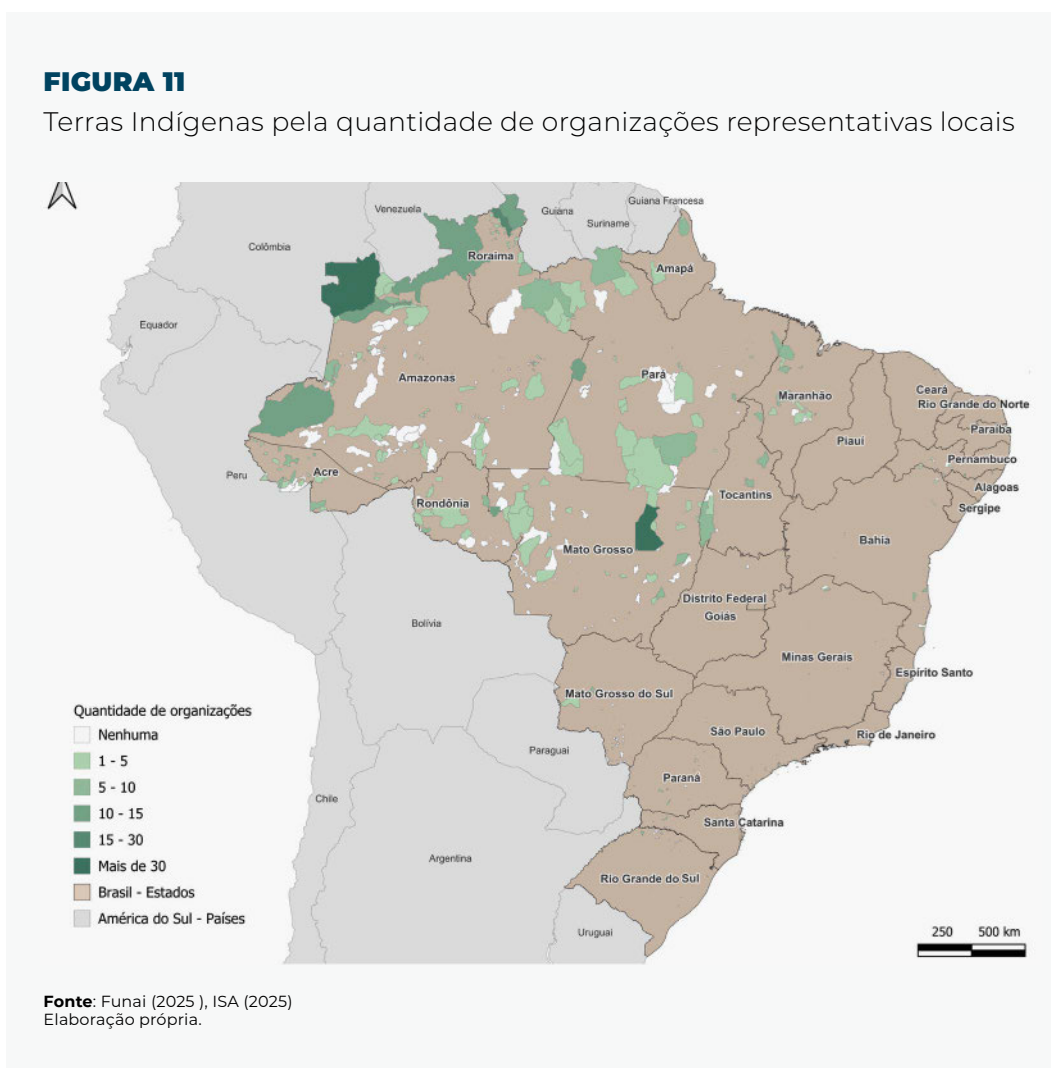 FIGURA 11
Terras Indígenas pela quantidade de organizações representativas locais
Venezuela
Guiana
Guiana Francesa
Suriname
Colômbia
Roraima
Amapá
Equador
Amazonas
Pará
Maranhão
Ceará
Rio Grande do Norte
Paraíba
Piauí
Pernambuco
Peru
Acre
Alagoas
Tocantins
Sergipe
Rondônia
Bahia
Mato Grosso
Distrito Federal
Goiás
Bolívia
Minas Gerais
Espírito Santo
Mato Grosso do Sul
São Paulo
Rio de Janeiro
Paraguai
Paraná
Chile
Santa Catarina
Argentina
Rio Grande do Sul
Uruguai
Quantidade de organizações
Nenhuma
1 - 5
5 - 10
10 - 15
15 - 30
Mais de 30
Brasil - Estados
América do Sul - Países
250 500 km
Fonte: Funai (2025 ), ISA (2025)
Elaboração própria.